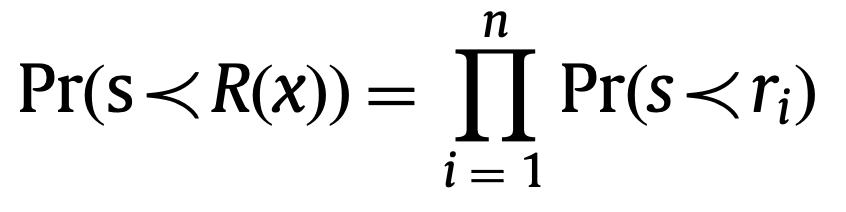 Pr(s≺R(x)) = ∏_{i = 1}^{n} Pr(s≺r_i)